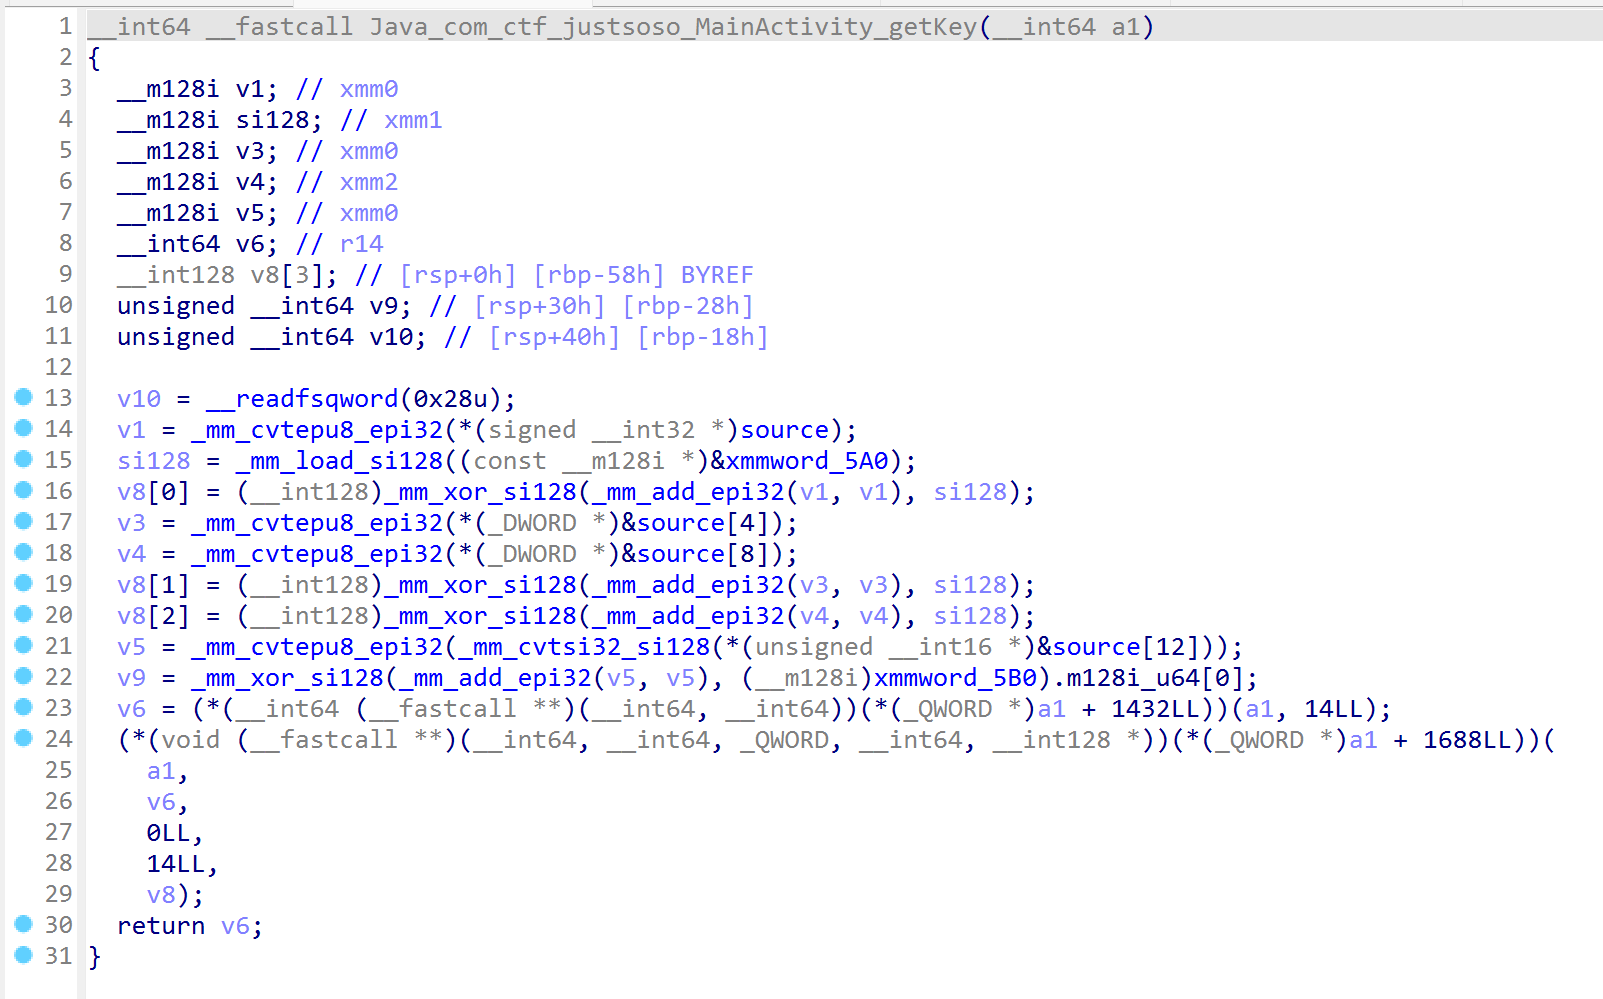 1 __int64 __fastcall Java_com_ctf_justsoso_MainActivity_getKey(__int64 a1)
2 {
3 __m128i v1; // xmm0
4 __m128i si128; // xmm1
5 __m128i v3; // xmm0
6 __m128i v4; // xmm2
7 __m128i v5; // xmm0
8 __int64 v6; // r14
9 __int128 v8[3]; // [rsp+0h] [rbp-58h] BYREF
10 unsigned __int64 v9; // [rsp+30h] [rbp-28h]
11 unsigned __int64 v10; // [rsp+40h] [rbp-18h]
12
13 v10 = __readfsqword(0x28u);
14 v1 = _mm_cvtepu8_epi32(*(signed __int32 *)source);
15 si128 = _mm_load_si128((const __m128i *)&xmmword_5A0);
16 v8[0] = (__int128)_mm_xor_si128(_mm_add_epi32(v1, v1), si128);
17 v3 = _mm_cvtepu8_epi32(*(_DWORD *)&source[4]);
18 v4 = _mm_cvtepu8_epi32(*(_DWORD *)&source[8]);
19 v8[1] = (__int128)_mm_xor_si128(_mm_add_epi32(v3, v3), si128);
20 v8[2] = (__int128)_mm_xor_si128(_mm_add_epi32(v4, v4), si128);
21 v5 = _mm_cvtepu8_epi32(_mm_cvtsi32_si128(*(unsigned __int16 *)&source[12]));
22 v9 = _mm_xor_si128(_mm_add_epi32(v5, v5), (__m128i)xmmword_5B0).m128i_u64[0];
23 v6 = (*(__int64 (__fastcall **)(__int64, __int64))(*(_QWORD *)a1 + 1432LL))(a1, 14LL);
24 (*(void (__fastcall **)(__int64, __int64, _QWORD, __int64, __int128 *))(*(_QWORD *)a1 + 1688LL))(
25 a1,
26 v6,
27 0LL,
28 14LL,
29 v8);
30 return v6;
31 }